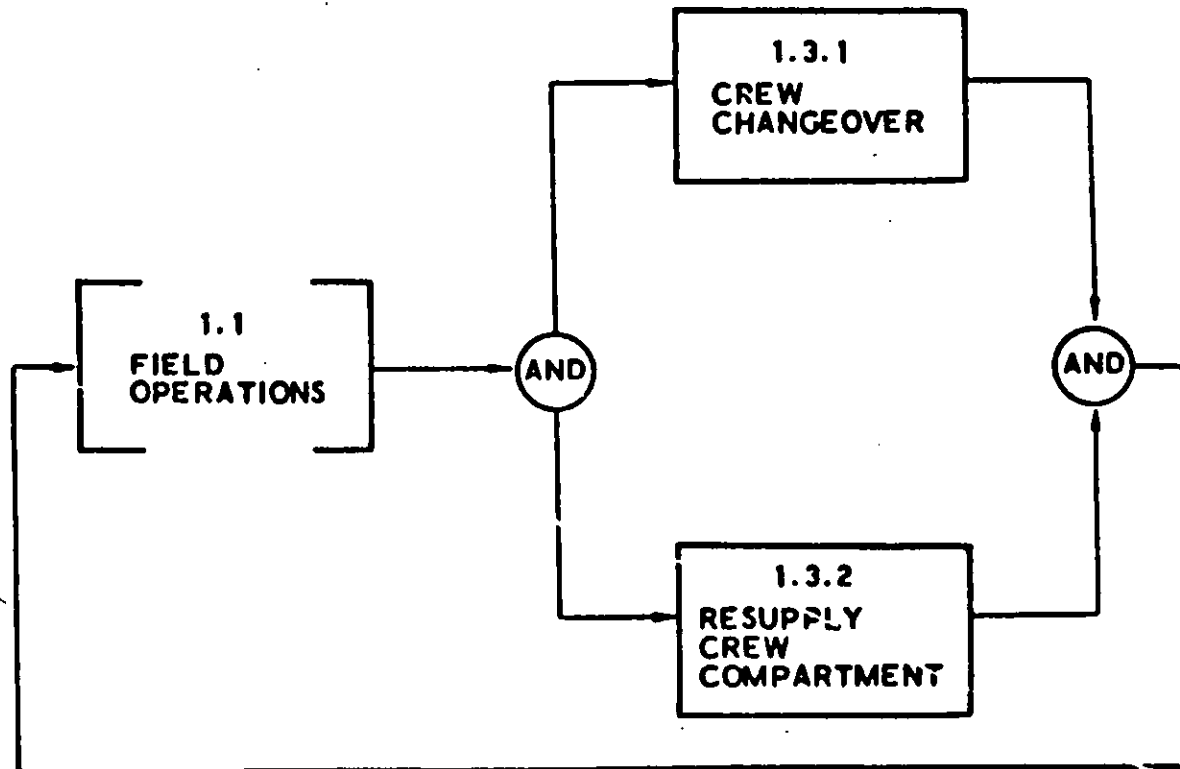 1.3.1
CREW
CHANGEOVER
1.1
FIELD
OPERATIONS
AND
AND
1.3.2
RESUPPLY
CREW
COMPARTMENT